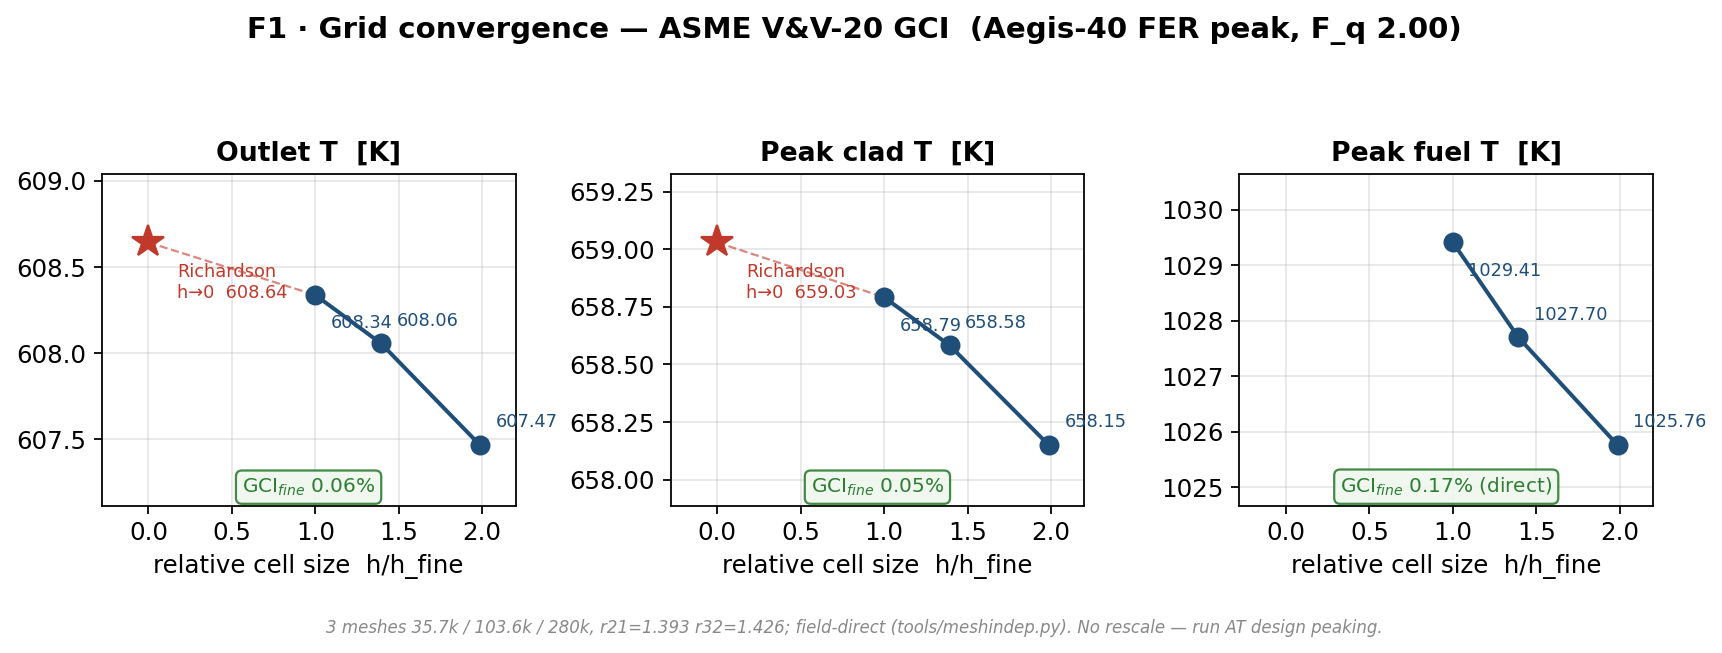 F1 · Grid convergence — ASME V&V-20 GCI  (Aegis-40 FER peak, F_q 2.00)
Outlet T  [K]
609.0
608.5
608.0
607.5
Richardson
h→0  608.64
608.34
608.06
607.47
GCIfine 0.06%
0.0 0.5 1.0 1.5 2.0
relative cell size  h/h_fine
Peak clad T  [K]
659.25
659.00
658.75
658.50
658.25
658.00
Richardson
h→0  659.03
658.79
658.58
658.15
GCIfine 0.05%
0.0 0.5 1.0 1.5 2.0
relative cell size  h/h_fine
Peak fuel T  [K]
1030
1029
1028
1027
1026
1025
1029.41
1027.70
1025.76
GCIfine 0.17% (direct)
0.0 0.5 1.0 1.5 2.0
relative cell size  h/h_fine
3 meshes 35.7k / 103.6k / 280k, r21=1.393 r32=1.426; field-direct (tools/meshindep.py). No rescale — run AT design peaking.